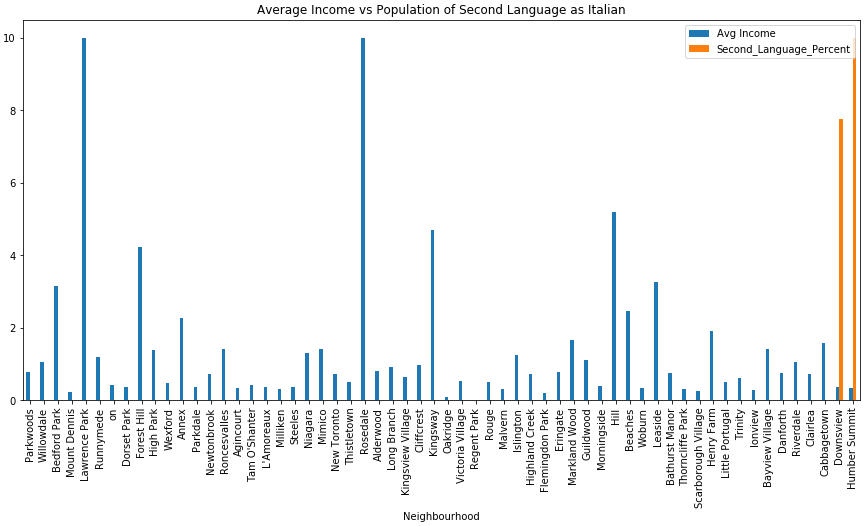 Average Income vs Population of Second Language as Italian
Avg Income
Second_Language_Percent
10
8
6
4
2
0
Parkwoods
Willowdale
Bedford Park
Mount Dennis
Lawrence Park
Runnymede
on
Dorset Park
Forest Hill
High Park
Wexford
Annex
Parkdale
Newtonbrook
Roncesvalles
Agincourt
Tam O'Shanter
L'Amoreaux
Milliken
Steeles
Niagara
Mimico
New Toronto
Thistletown
Rosedale
Alderwood
Long Branch
Kingsview Village
Cliffcrest
Kingsway
Oakridge
Victoria Village
Regent Park
Rouge
Malvern
Islington
Highland Creek
Flemingdon Park
Eringate
Markland Wood
Guildwood
Morningside
Hill
Beaches
Woburn
Leaside
Bathurst Manor
Thorncliffe Park
Scarborough Village
Henry Farm
Little Portugal
Trinity
Ionview
Bayview Village
Danforth
Riverdale
Clairlea
Cabbagetown
Downsview
Humber Summit
Neighbourhood